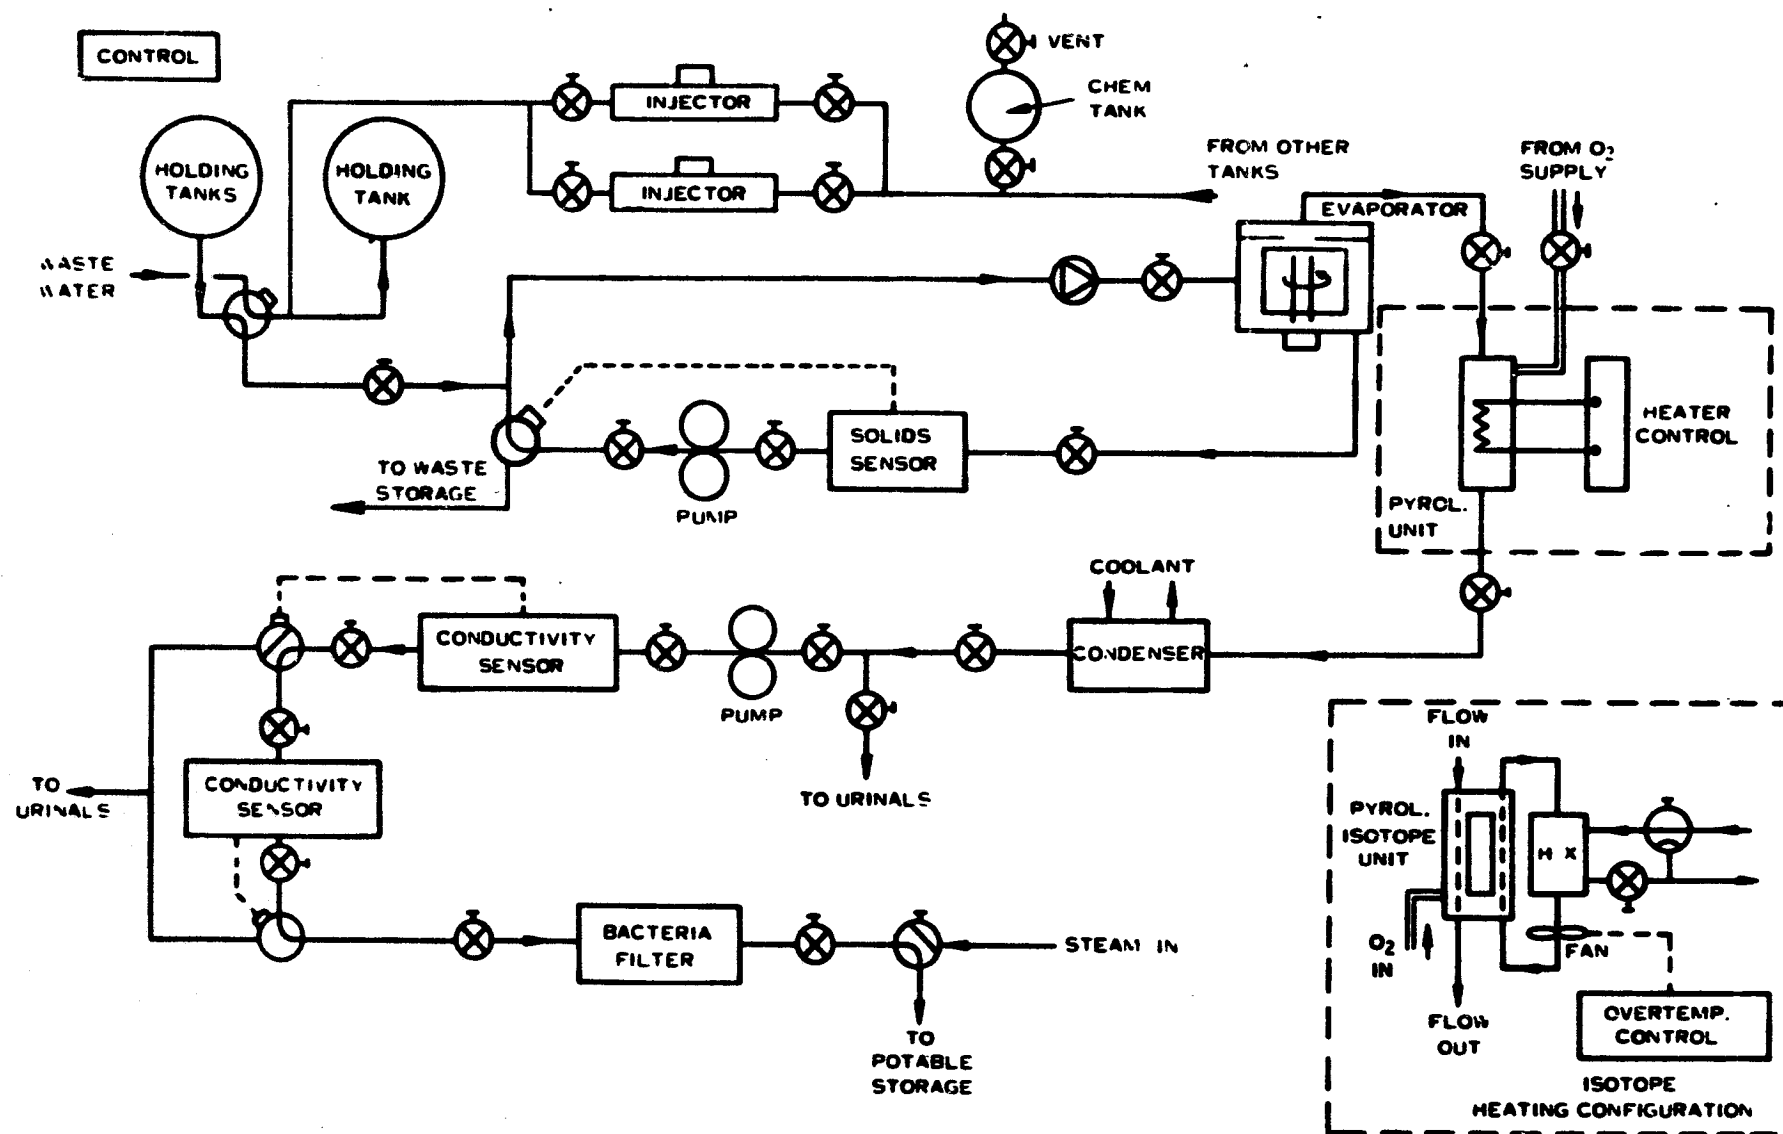 CONTROL
HOLDING
TANKS
HOLDING
TANK
INJECTOR
INJECTOR
VENT
CHEM
TANK
FROM OTHER
TANKS
FROM O2
SUPPLY
EVAPORATOR
WASTE
WATER
HEATER
CONTROL
SOLIDS
SENSOR
TO WASTE
STORAGE
PUMP
PYROL.
UNIT
COOLANT
CONDENSER
CONDUCTIVITY
SENSOR
PUMP
TO URINALS
TO
URINALS
CONDUCTIVITY
SENSOR
BACTERIA
FILTER
STEAM IN
TO
POTABLE
STORAGE
FLOW
IN
PYROL.
ISOTOPE
UNIT
H X
O2
IN
FAN
FLOW
OUT
OVERTEMP.
CONTROL
ISOTOPE
HEATING CONFIGURATION